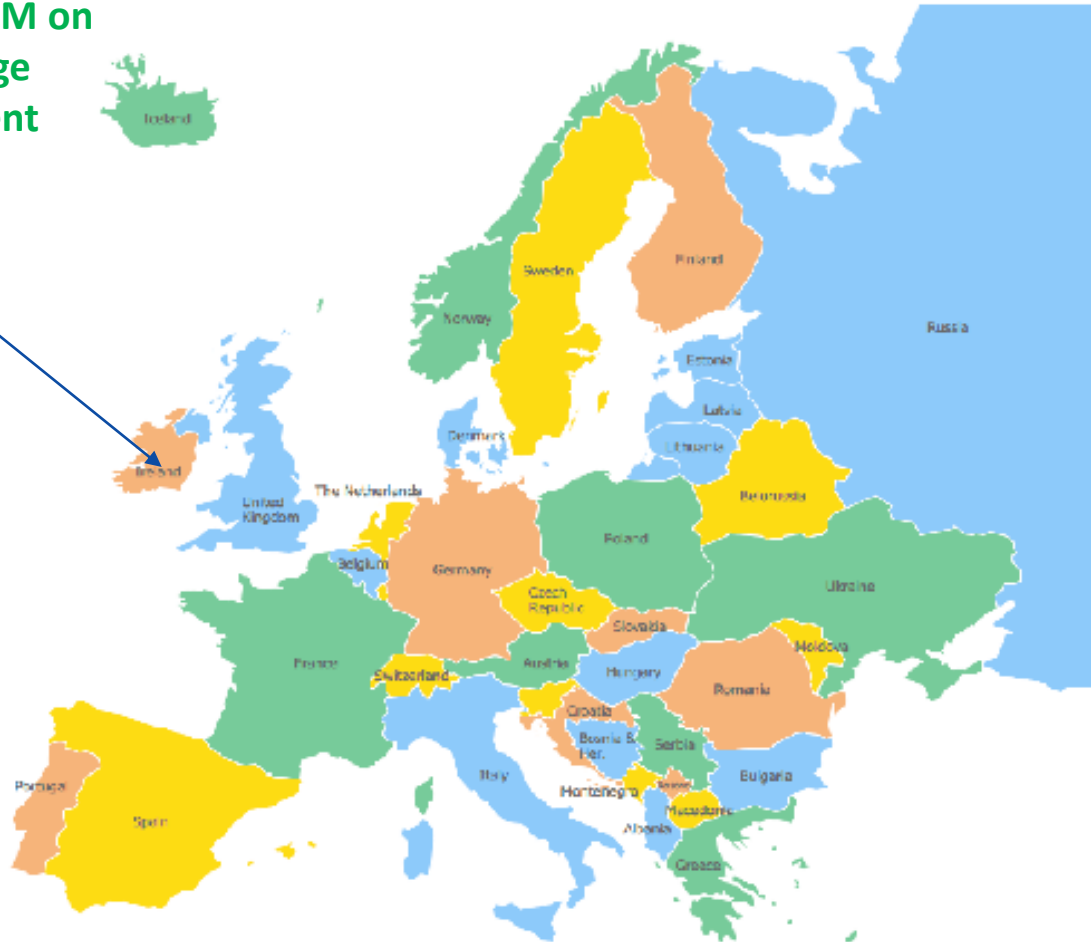 M on
ge
nt
Iceland
Finland
Sweden
Russia
Norway
Estonia
Latvia
Denmark
Lithuania
Ireland
The Netherlands
Belorussia
United
Kingdom
Poland
Belgium
Germany
Ukraine
Czech
Republic
Slovakia
Moldova
France
Austria
Switzerland
Hungary
Romania
Croatia
Bosnia &
Her.
Serbia
Italy
Bulgaria
Portugal
Montenegro
Macedonia
Spain
Albania
Greece